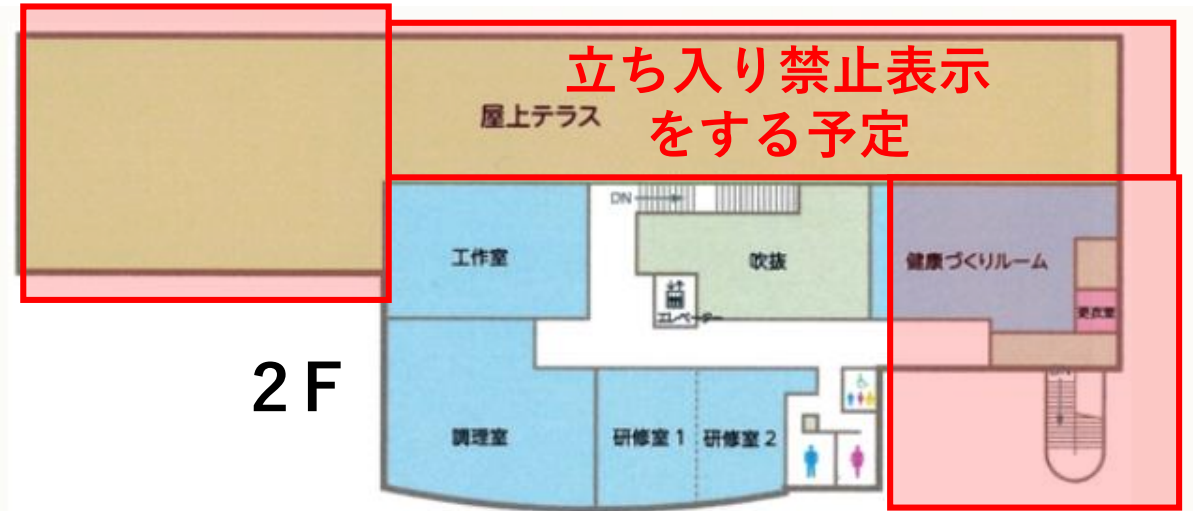 立ち入り禁止表示
をする予定
屋上テラス
DN
工作室
吹抜
健康づくりルーム
エレベーター
更衣室
2F
DN
調理室
研修室1
研修室2